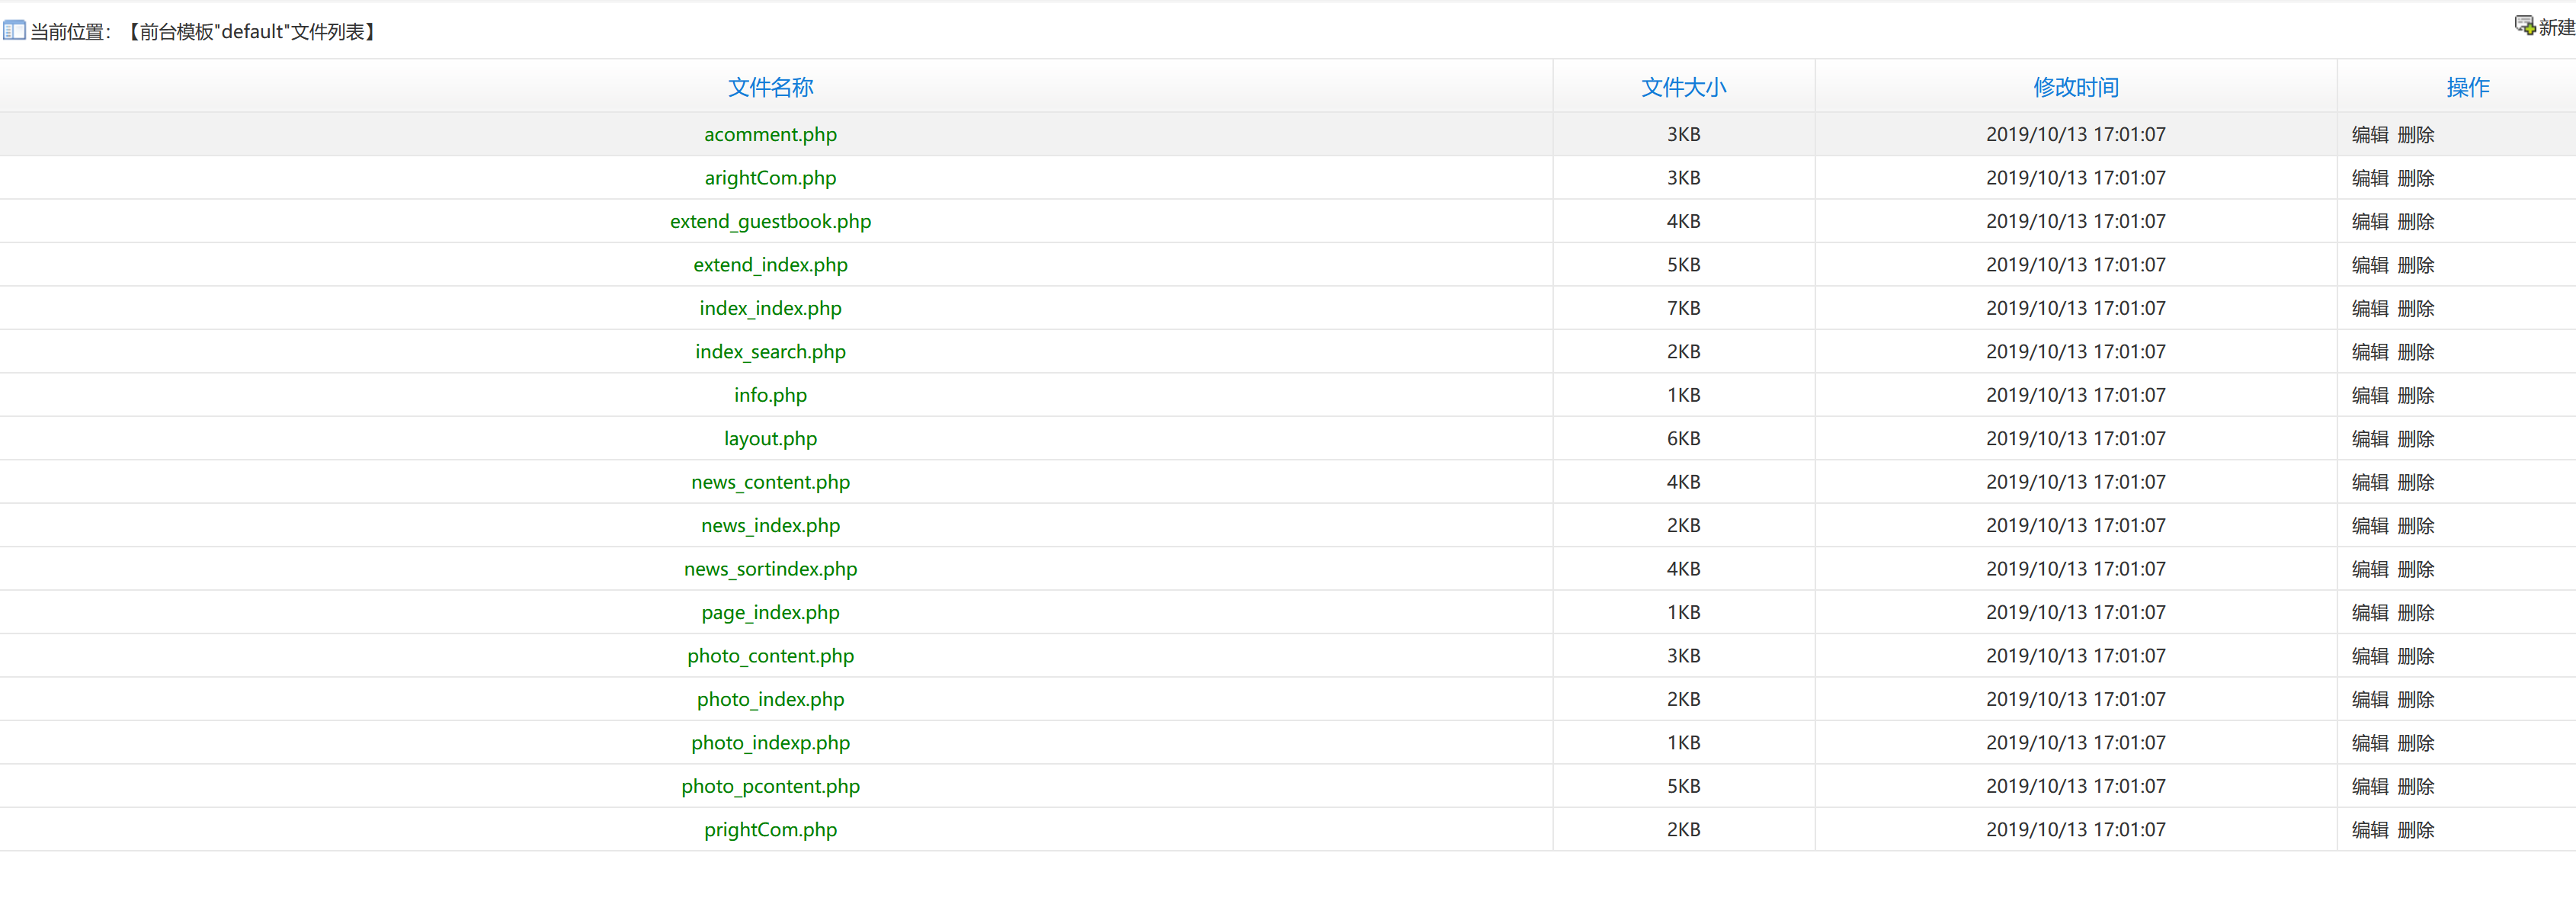 当前位置：【前台模板"default"文件列表】 新建
文件名称 文件大小 修改时间 操作
acomment.php 3KB 2019/10/13 17:01:07 编辑 删除
arightCom.php 3KB 2019/10/13 17:01:07 编辑 删除
extend_guestbook.php 4KB 2019/10/13 17:01:07 编辑 删除
extend_index.php 5KB 2019/10/13 17:01:07 编辑 删除
index_index.php 7KB 2019/10/13 17:01:07 编辑 删除
index_search.php 2KB 2019/10/13 17:01:07 编辑 删除
info.php 1KB 2019/10/13 17:01:07 编辑 删除
layout.php 6KB 2019/10/13 17:01:07 编辑 删除
news_content.php 4KB 2019/10/13 17:01:07 编辑 删除
news_index.php 2KB 2019/10/13 17:01:07 编辑 删除
news_sortindex.php 4KB 2019/10/13 17:01:07 编辑 删除
page_index.php 1KB 2019/10/13 17:01:07 编辑 删除
photo_content.php 3KB 2019/10/13 17:01:07 编辑 删除
photo_index.php 2KB 2019/10/13 17:01:07 编辑 删除
photo_indexp.php 1KB 2019/10/13 17:01:07 编辑 删除
photo_pcontent.php 5KB 2019/10/13 17:01:07 编辑 删除
prightCom.php 2KB 2019/10/13 17:01:07 编辑 删除